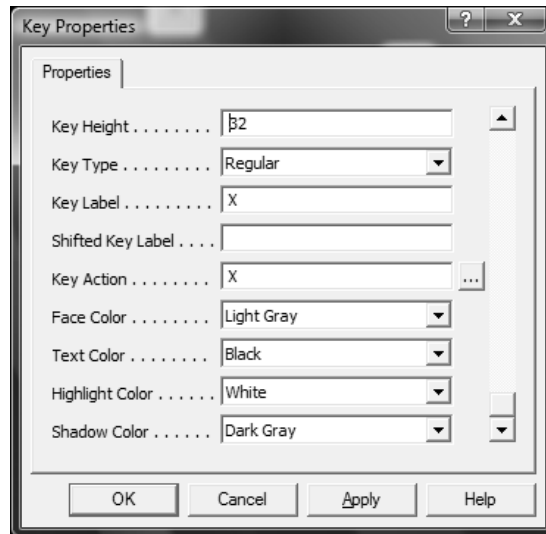 Key Properties ? X
Properties
Key Height . . . . . . . . 32
Key Type . . . . . . . . . Regular
Key Label . . . . . . . . . X
Shifted Key Label . . . .
Key Action . . . . . . . . X ...
Face Color . . . . . . . . Light Gray
Text Color . . . . . . . . Black
Highlight Color . . . . . . White
Shadow Color . . . . . . Dark Gray
OK Cancel Apply Help